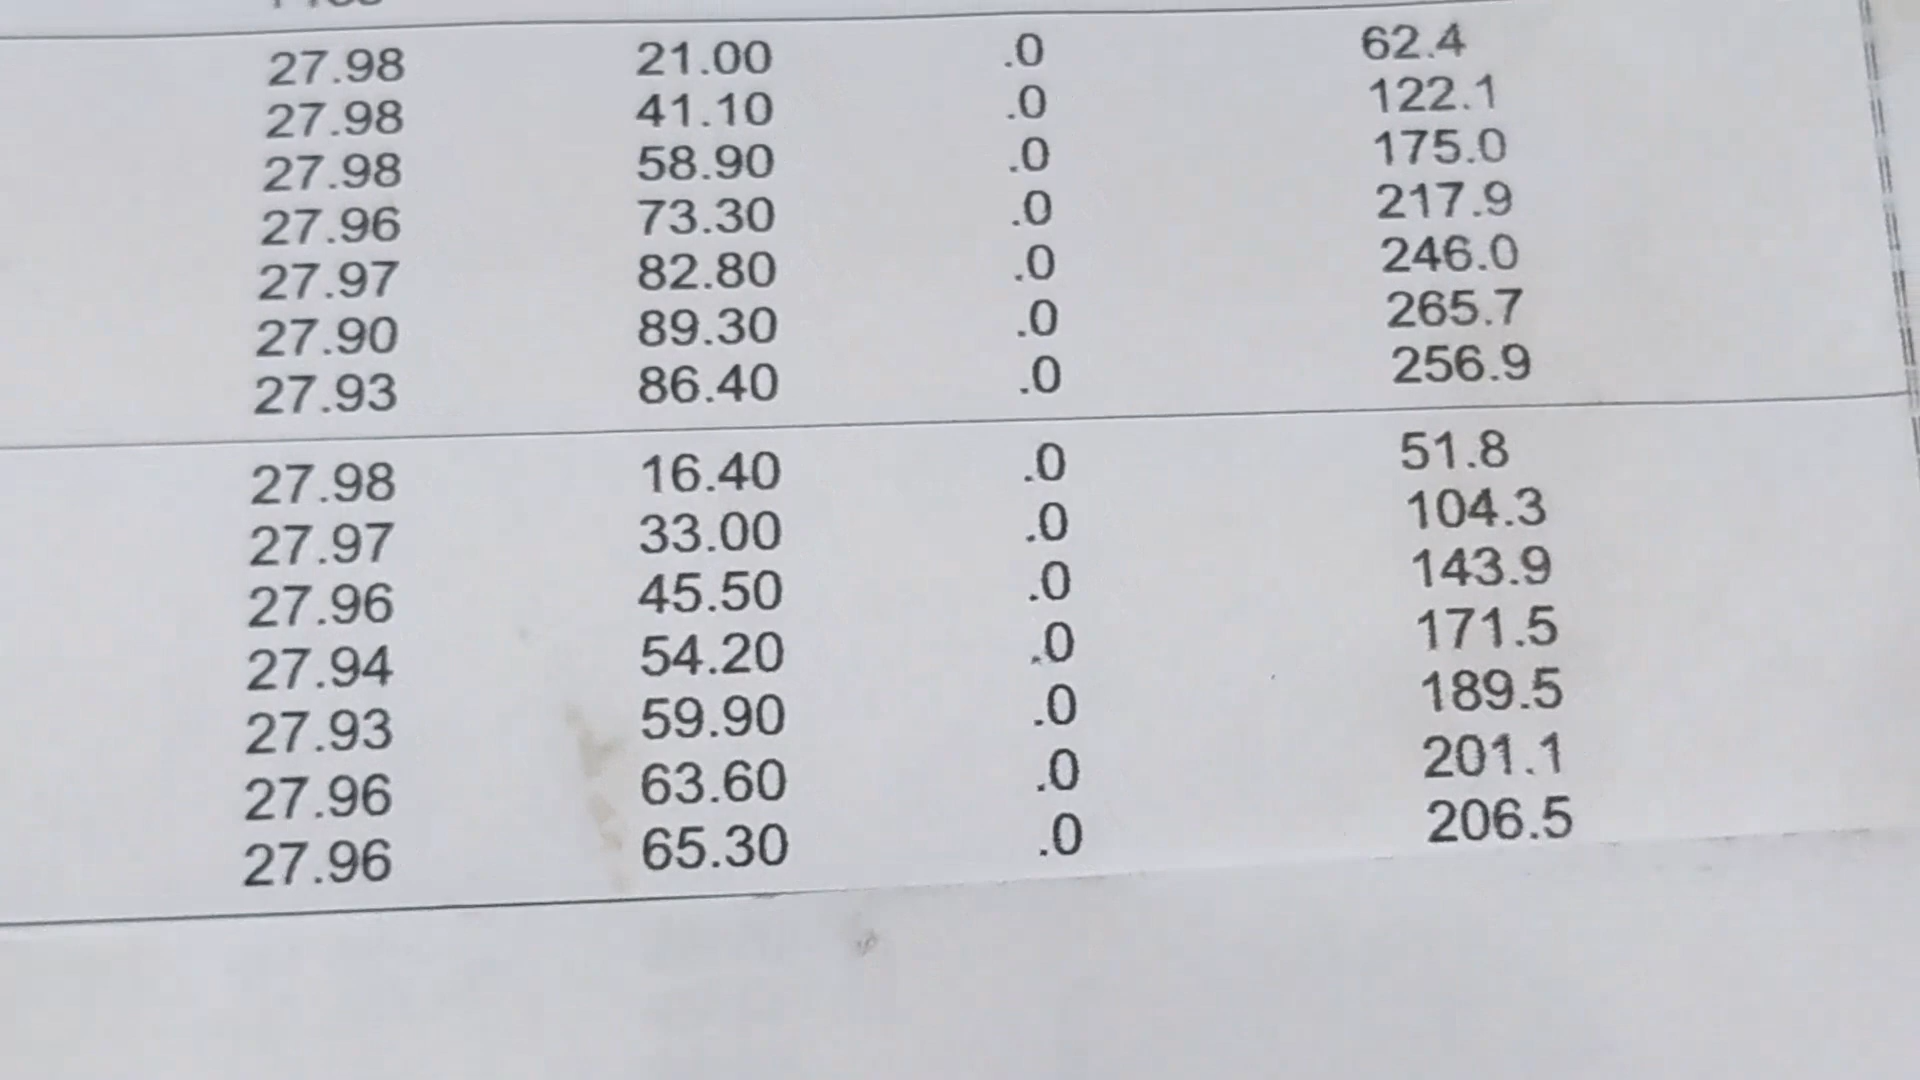 27.98 21.00 .0 62.4
27.98 41.10 .0 122.1
27.98 58.90 .0 175.0
27.96 73.30 .0 217.9
27.97 82.80 .0 246.0
27.90 89.30 .0 265.7
27.93 86.40 .0 256.9
27.98 16.40 .0 51.8
27.97 33.00 .0 104.3
27.96 45.50 .0 143.9
27.94 54.20 .0 171.5
27.93 59.90 .0 189.5
27.96 63.60 .0 201.1
27.96 65.30 .0 206.5